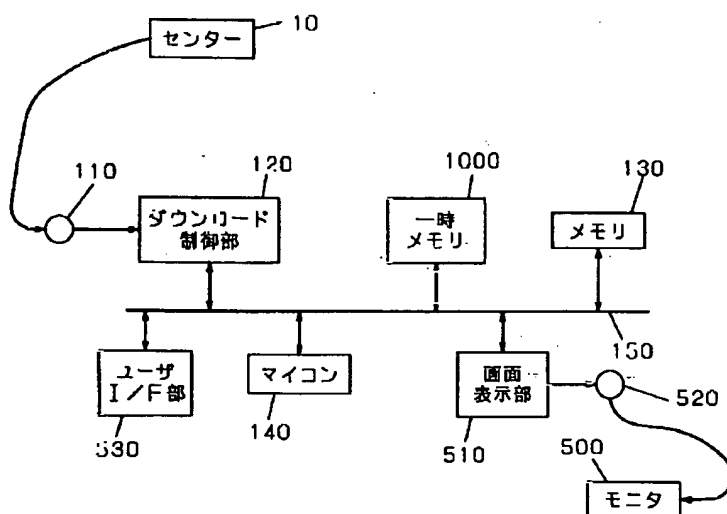 センター
10
110
120
1000
130
ダウンロード
制御部
一時
メモリ
メモリ
150
ユーザ
I/F部
マイコン
画面
表示部
520
530
140
510
500
モニタ